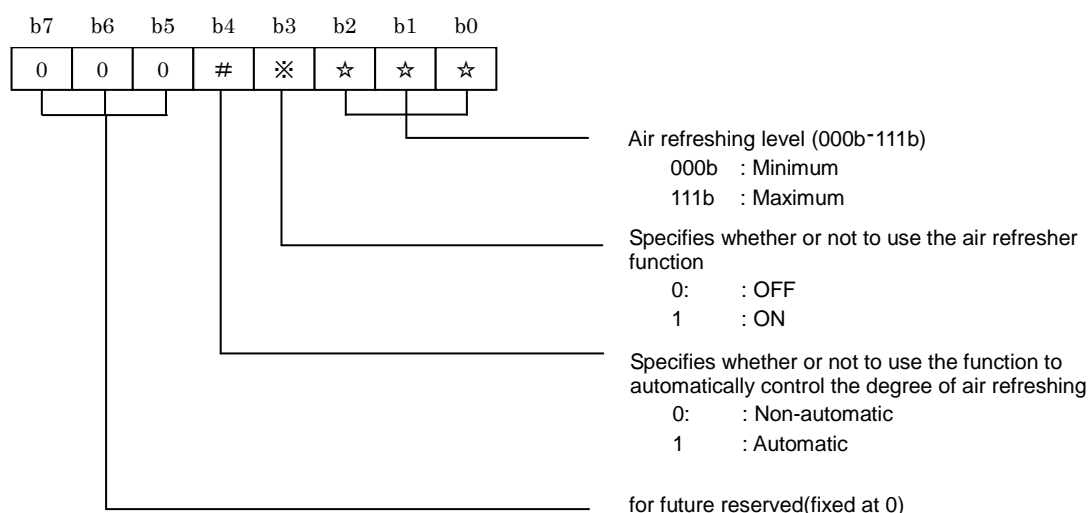 b7 b6 b5 b4 b3 b2 b1 b0
0 0 0 # ※ ☆ ☆ ☆
Air refreshing level (000b-111b)
000b : Minimum
111b : Maximum
Specifies whether or not to use the air refresher
function
0: : OFF
1 : ON
Specifies whether or not to use the function to
automatically control the degree of air refreshing
0: : Non-automatic
1 : Automatic
for future reserved(fixed at 0)